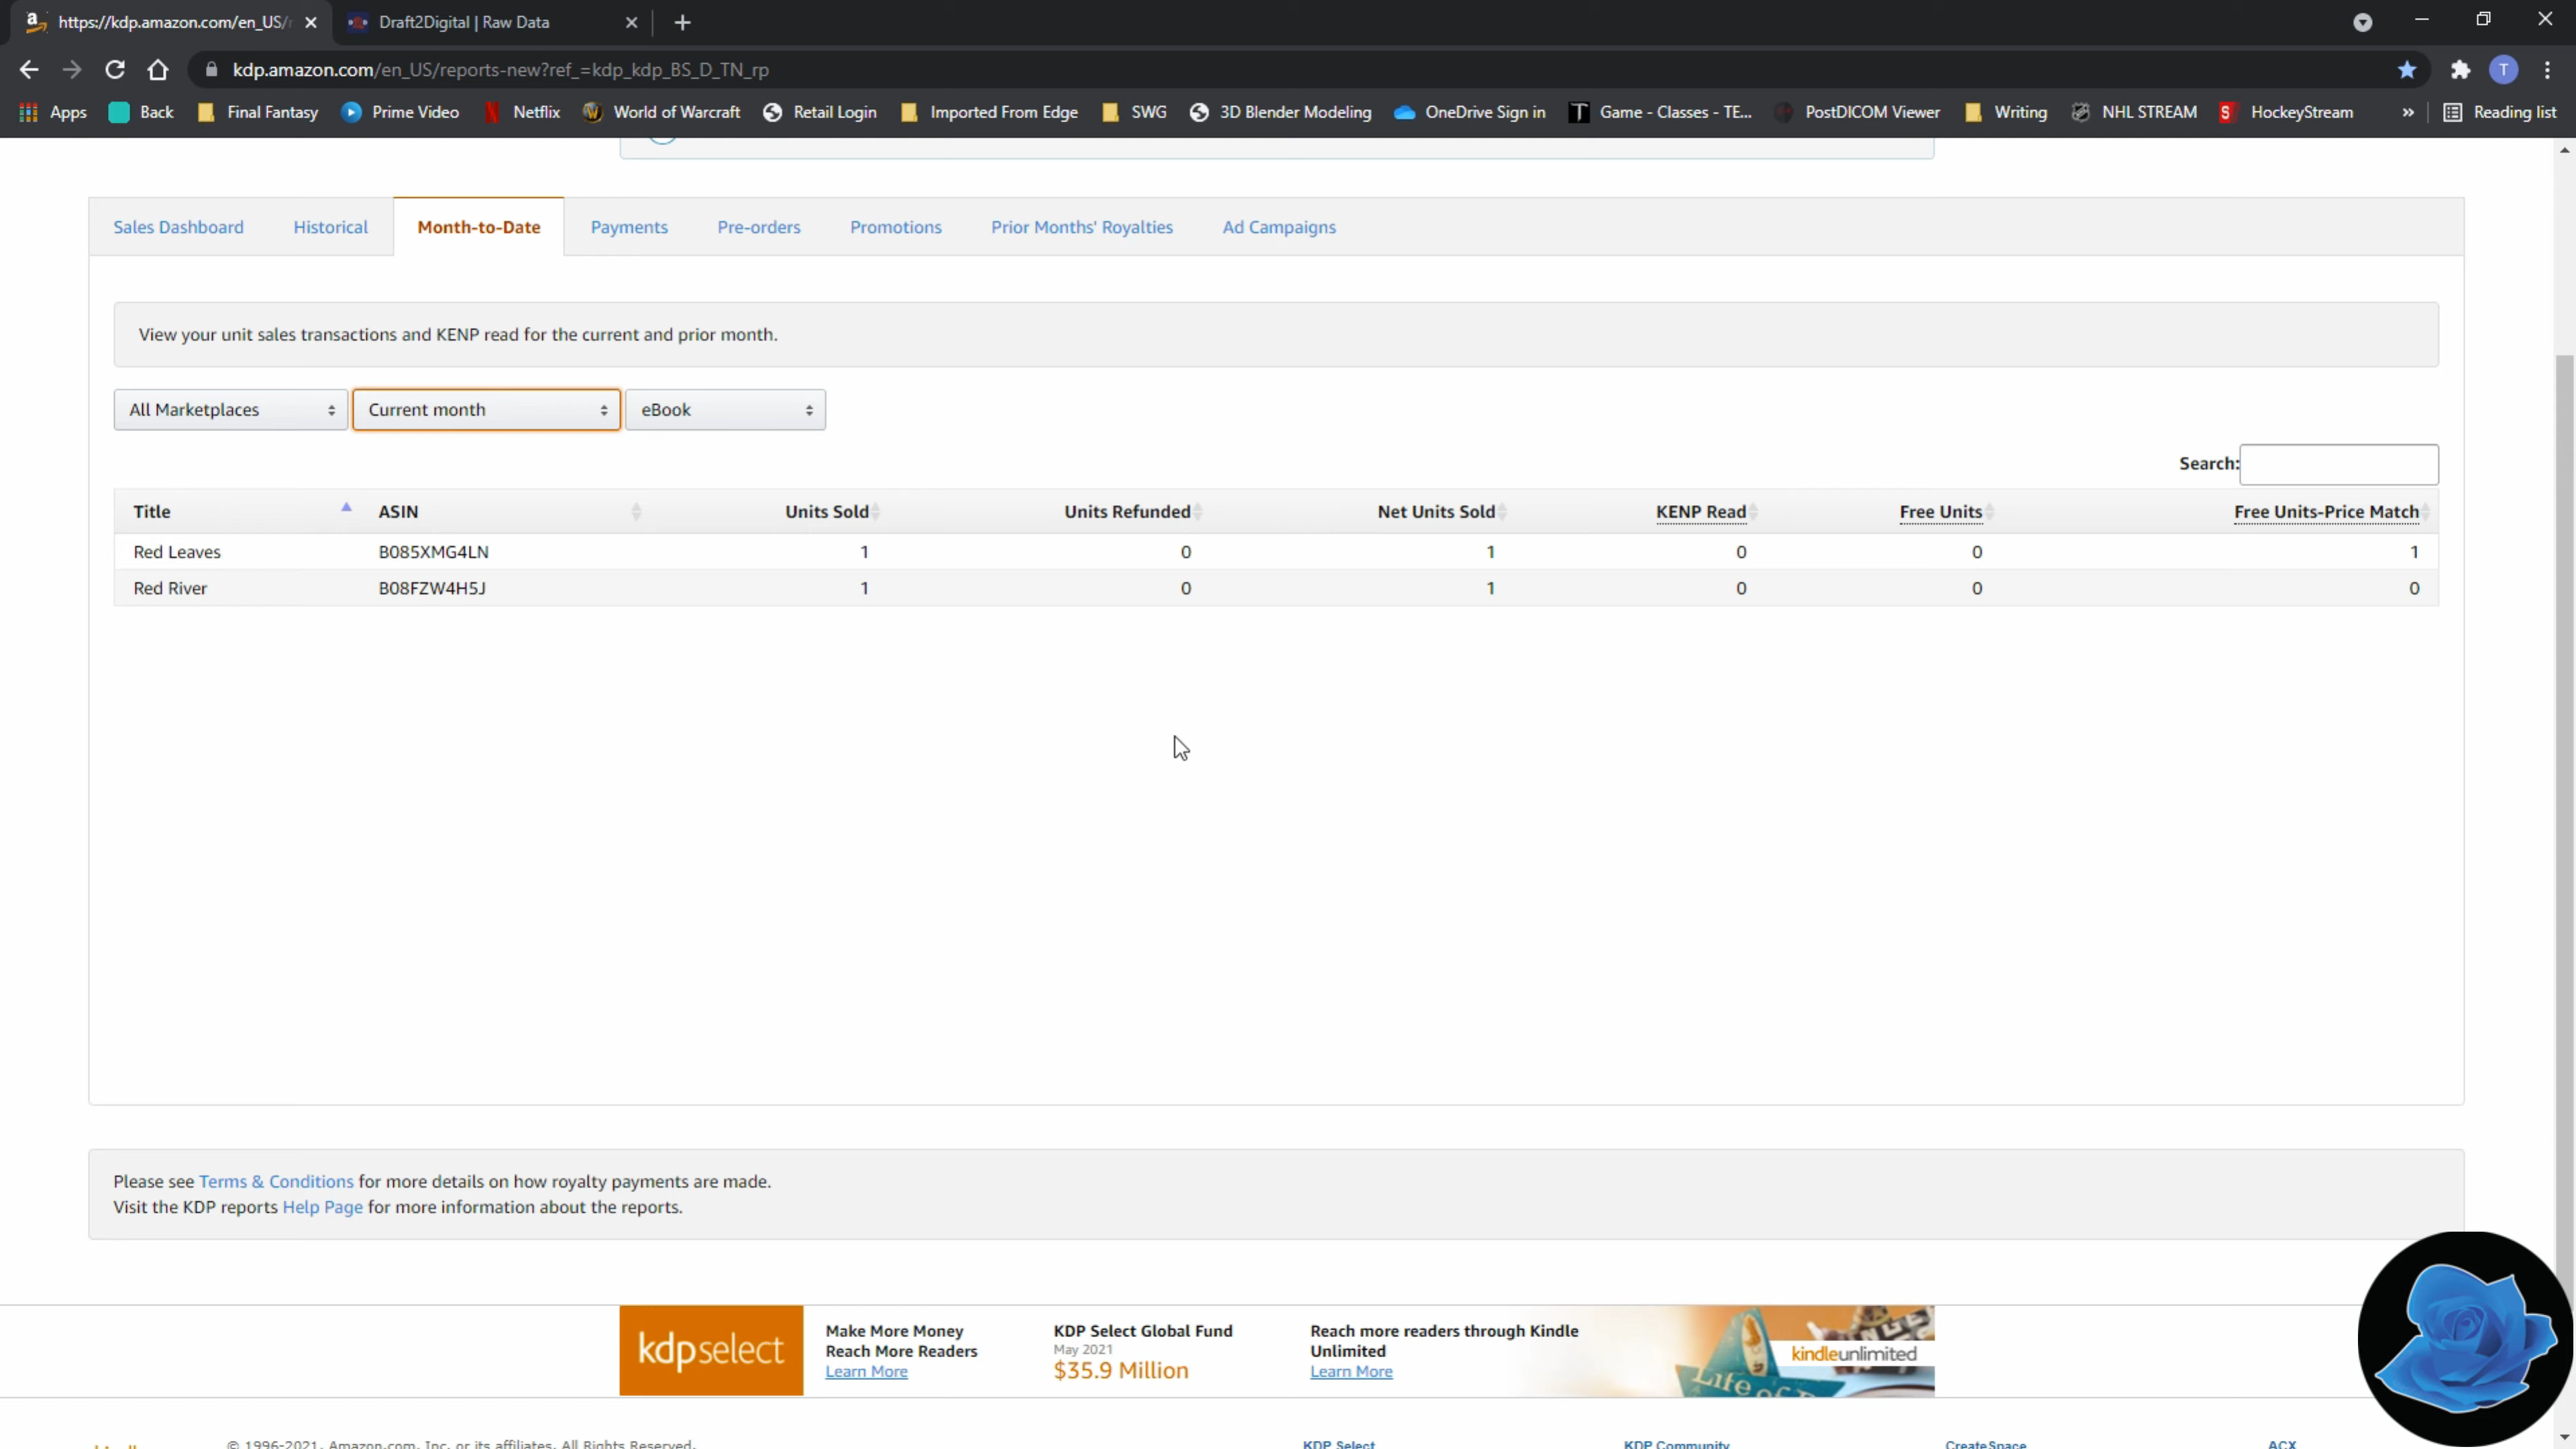 https://kdp.amazon.com/en_US/r
Draft2Digital | Raw Data
kdp.amazon.com/en_US/reports-new?ref_=kdp_kdp_BS_D_TN_rp
T
Apps Back Final Fantasy Prime Video Netflix World of Warcraft Retail Login Imported From Edge SWG 3D Blender Modeling OneDrive Sign in Game - Classes - TE... PostDICOM Viewer Writing NHL STREAM HockeyStream » Reading list
Sales Dashboard Historical Month-to-Date Payments Pre-orders Promotions Prior Months' Royalties Ad Campaigns
View your unit sales transactions and KENP read for the current and prior month.
All Marketplaces Current month eBook
Search:
Title ASIN Units Sold Units Refunded Net Units Sold KENP Read Free Units Free Units-Price Match
Red Leaves B085XMG4LN 1 0 1 0 0 1
Red River B08FZW4H5J 1 0 1 0 0 0
Please see Terms & Conditions for more details on how royalty payments are made.
Visit the KDP reports Help Page for more information about the reports.
kdpselect
Make More Money
Reach More Readers
Learn More
KDP Select Global Fund
May 2021
$35.9 Million
Reach more readers through Kindle
Unlimited
Learn More
Life of
kindleunlimited
© 1996-2021, Amazon.com, Inc. or its affiliates. All Rights Reserved.
KDP Select KDP Community CreateSpace ACX